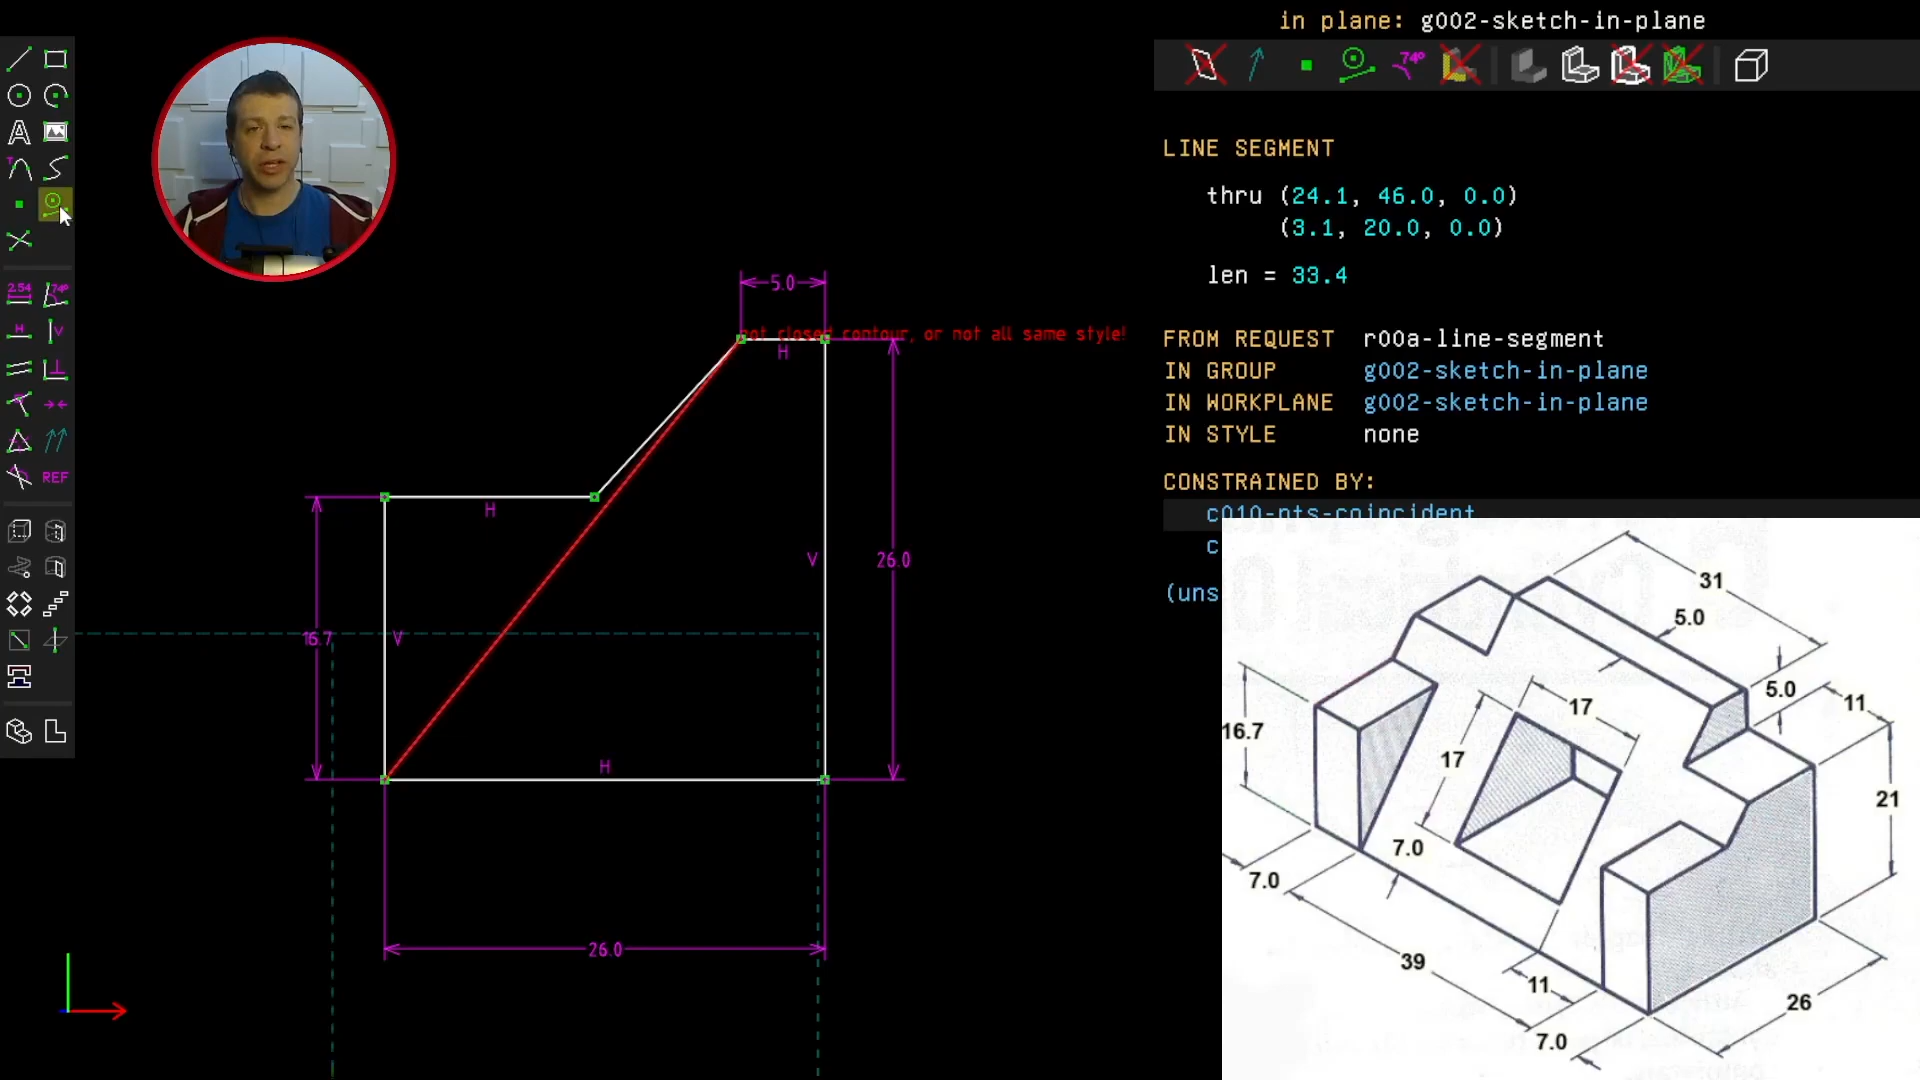 in plane: g002-sketch-in-plane
74°
LINE SEGMENT
thru (24.1, 46.0, 0.0)
(3.1, 20.0, 0.0)
len = 33.4
FROM REQUEST r00a-line-segment
IN GROUP g002-sketch-in-plane
IN WORKPLANE g002-sketch-in-plane
IN STYLE none
CONSTRAINED BY:
c010-pts-coincident
c
(uns
A
T
2.54
74°
H
V
REF
5.0
not closed contour, or not all same style!
H
H
V
26.0
16.7
V
H
26.0
31
5.0
5.0
11
17
16.7
17
21
7.0
7.0
39
11
26
7.0